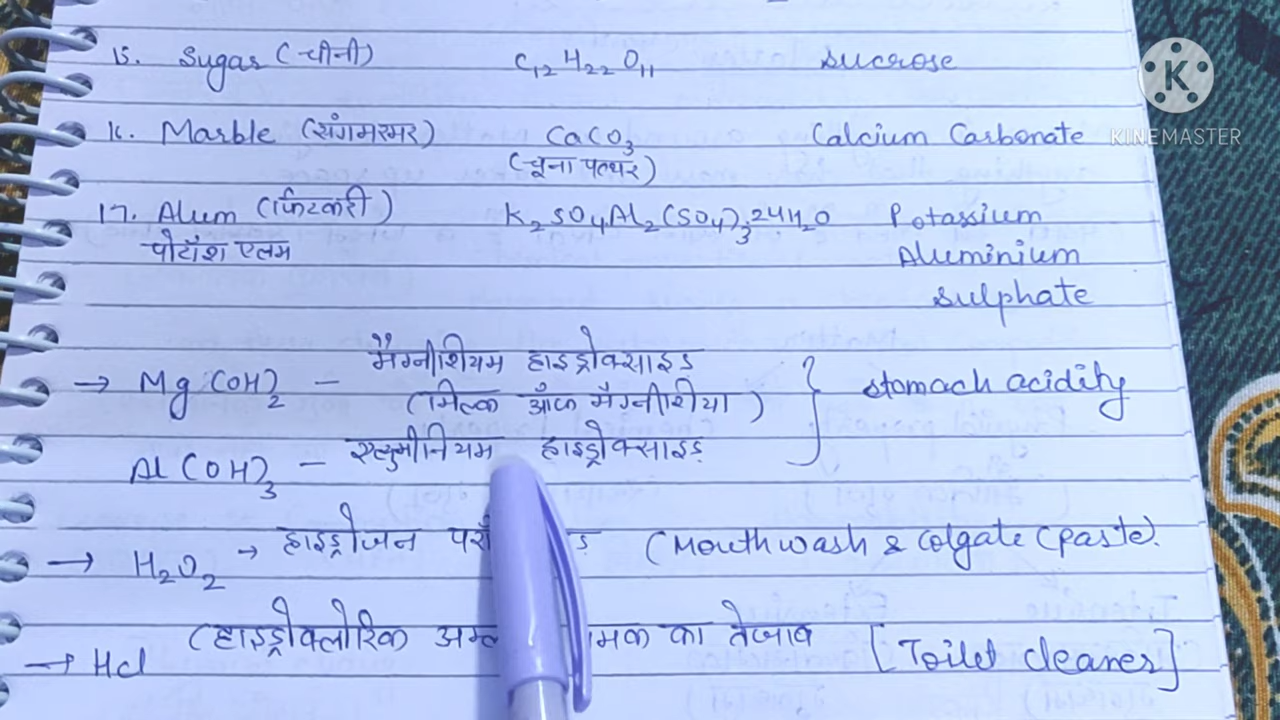 15. Sugar (चीनी) C12H22O11 Sucrose
16. Marble (संगमरमर) CaCO3 Calcium Carbonate
(चूना पत्थर)
17. Alum (फिटकरी) K2SO4Al2(SO4)3 24H2O Potassium
पोटॉश एलम Aluminium
Sulphate
→ Mg(OH)2 – मैग्नीशियम हाइड्रोक्साइड
(मिल्क ऑफ मैग्नीशिया) } Stomach acidity
Al(OH)3 – एल्युमीनियम हाइड्रोक्साइड
→ H2O2 → हाइड्रोजन (Mouthwash & Colgate (Paste).
→ Hcl (हाइड्रोक्लोरिक का तेजाब [Toilet cleaner]
KINEMASTER